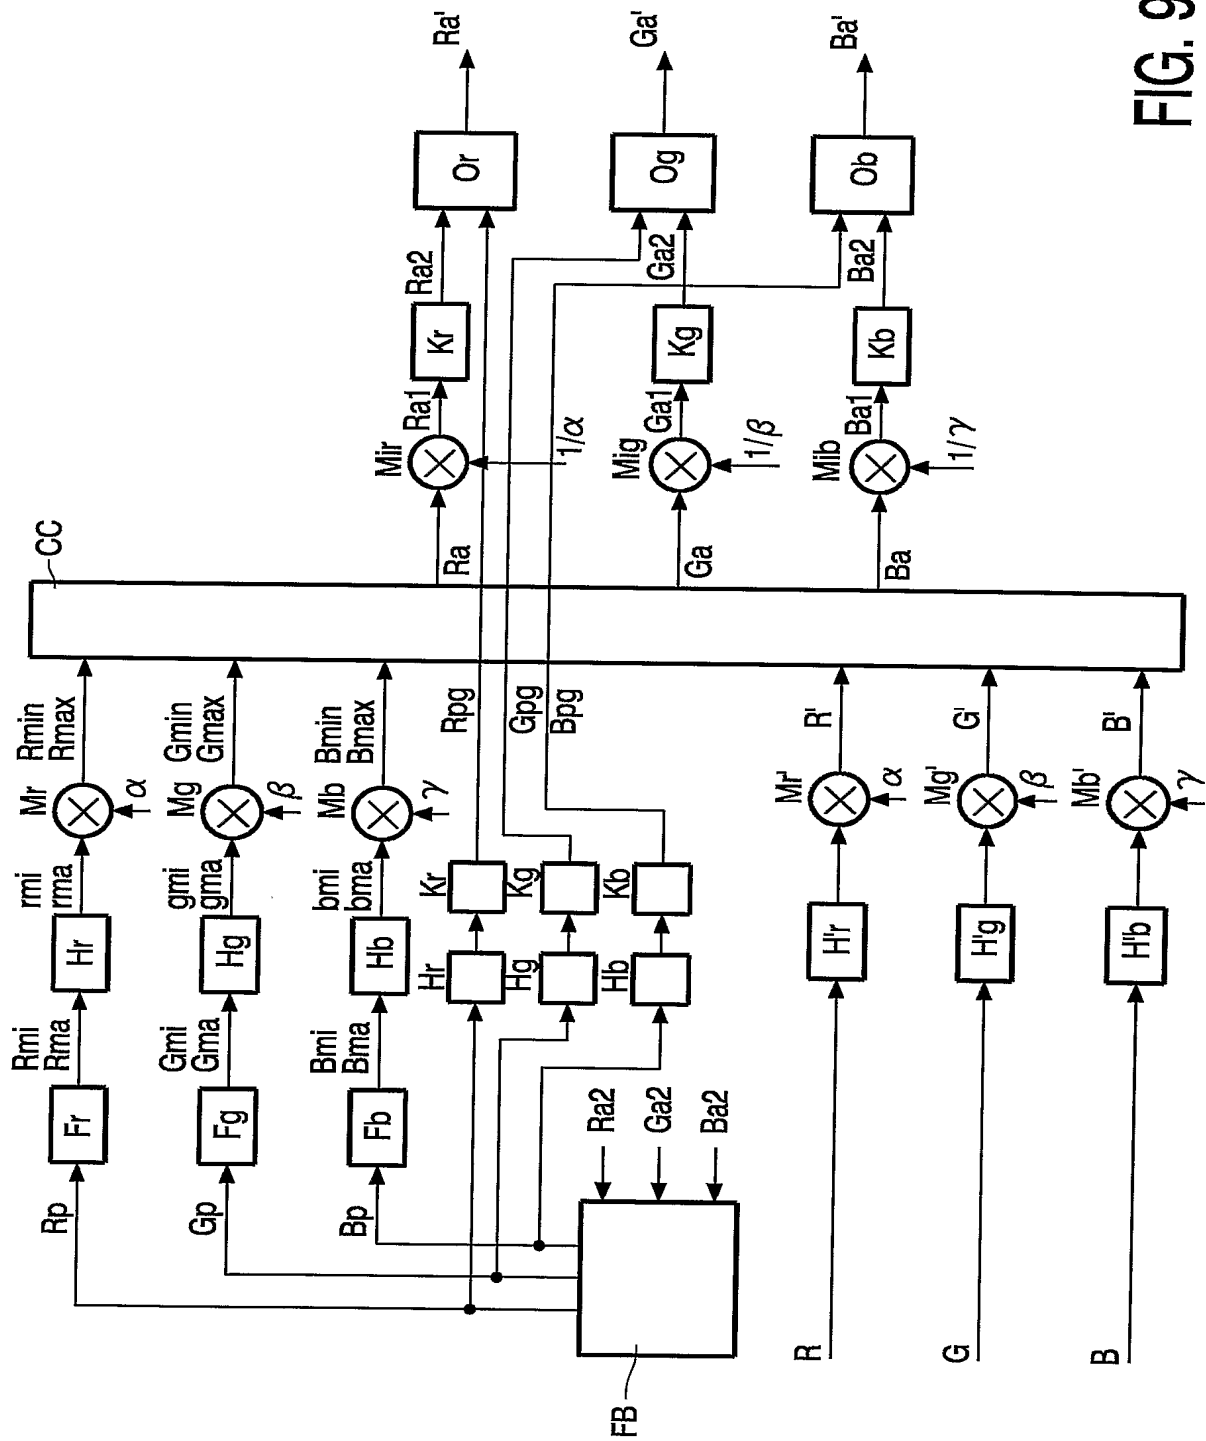 Rp
Fr
Rmi
Rma
Hr
rmi
rma
Mr
α
Rmin
Rmax
CC
Gp
Fg
Gmi
Gma
Hg
gmi
gma
Mg
β
Gmin
Gmax
Bp
Fb
Bmi
Bma
Hb
bmi
bma
Mb
γ
Bmin
Bmax
Hr
Kr
Rpg
Hg
Kg
Gpg
Hb
Kb
Bpg
FB
Ra2
Ga2
Ba2
R
H'r
Mr'
α
R'
G
H'g
Mg'
β
G'
B
H'b
Mb'
γ
B'
Ra
Mir
1/α
Ra1
Kr
Ra2
Or
Ra'
Ga
Mig
1/β
Ga1
Kg
Ga2
Og
Ga'
Ba
Mib
1/γ
Ba1
Kb
Ba2
Ob
Ba'
FIG. 9